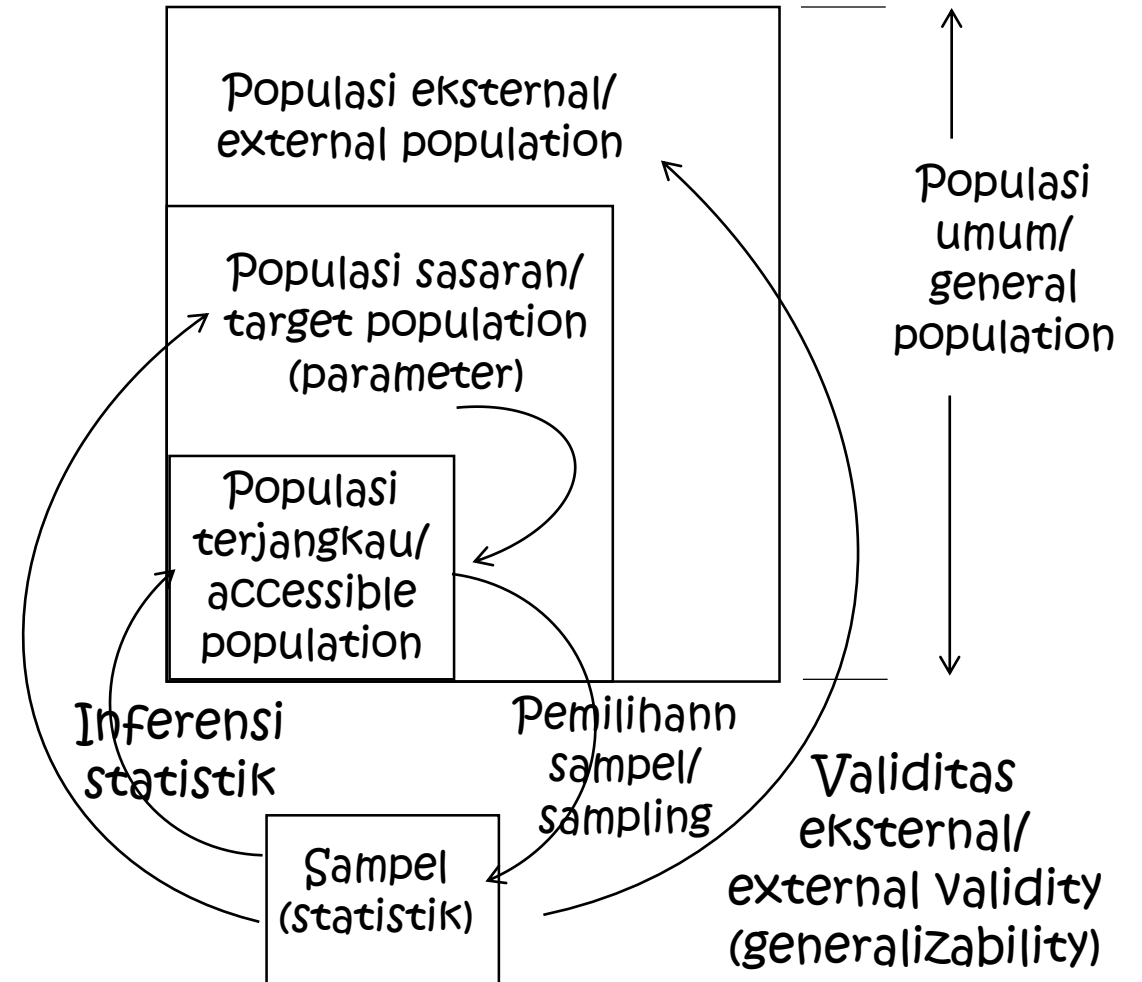 Populasi eksternal/
external population
Populasi
umum/
general
population
Populasi sasaran/
target population
(parameter)
Populasi
terjangkau/
accessible
population
Inferensi
statistik
Pemilihann
sampel/
sampling
Validitas
eksternal/
external validity
(generalizability)
Sampel
(statistik)